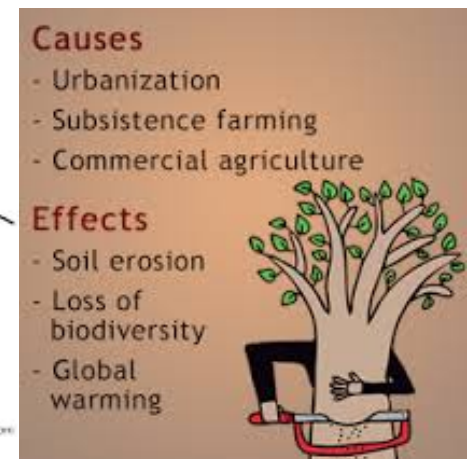 Causes
- Urbanization
- Subsistence farming
- Commercial agriculture
Effects
- Soil erosion
- Loss of
biodiversity
- Global
warming